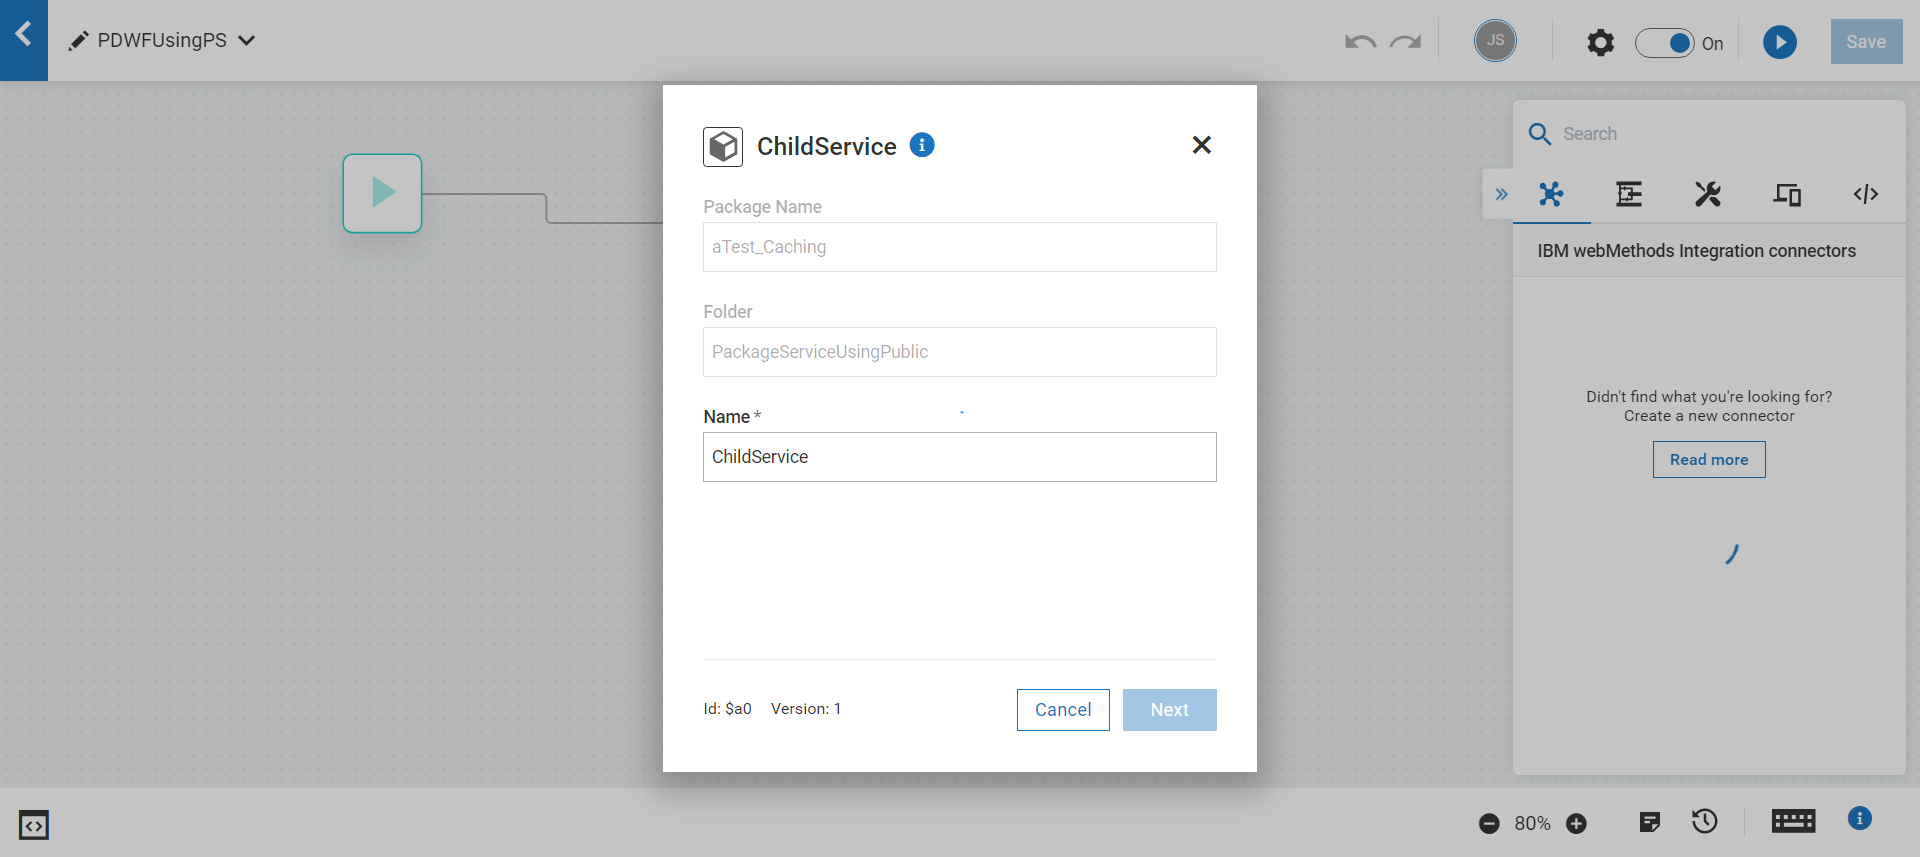 PDWFUsingPS
JS
On
Save
ChildService
Package Name
aTest_Caching
Folder
PackageServiceUsingPublic
Name *
ChildService
Id: $a0 Version: 1
Cancel
Next
Search
IBM webMethods Integration connectors
Didn't find what you're looking for?
Create a new connector
Read more
80%